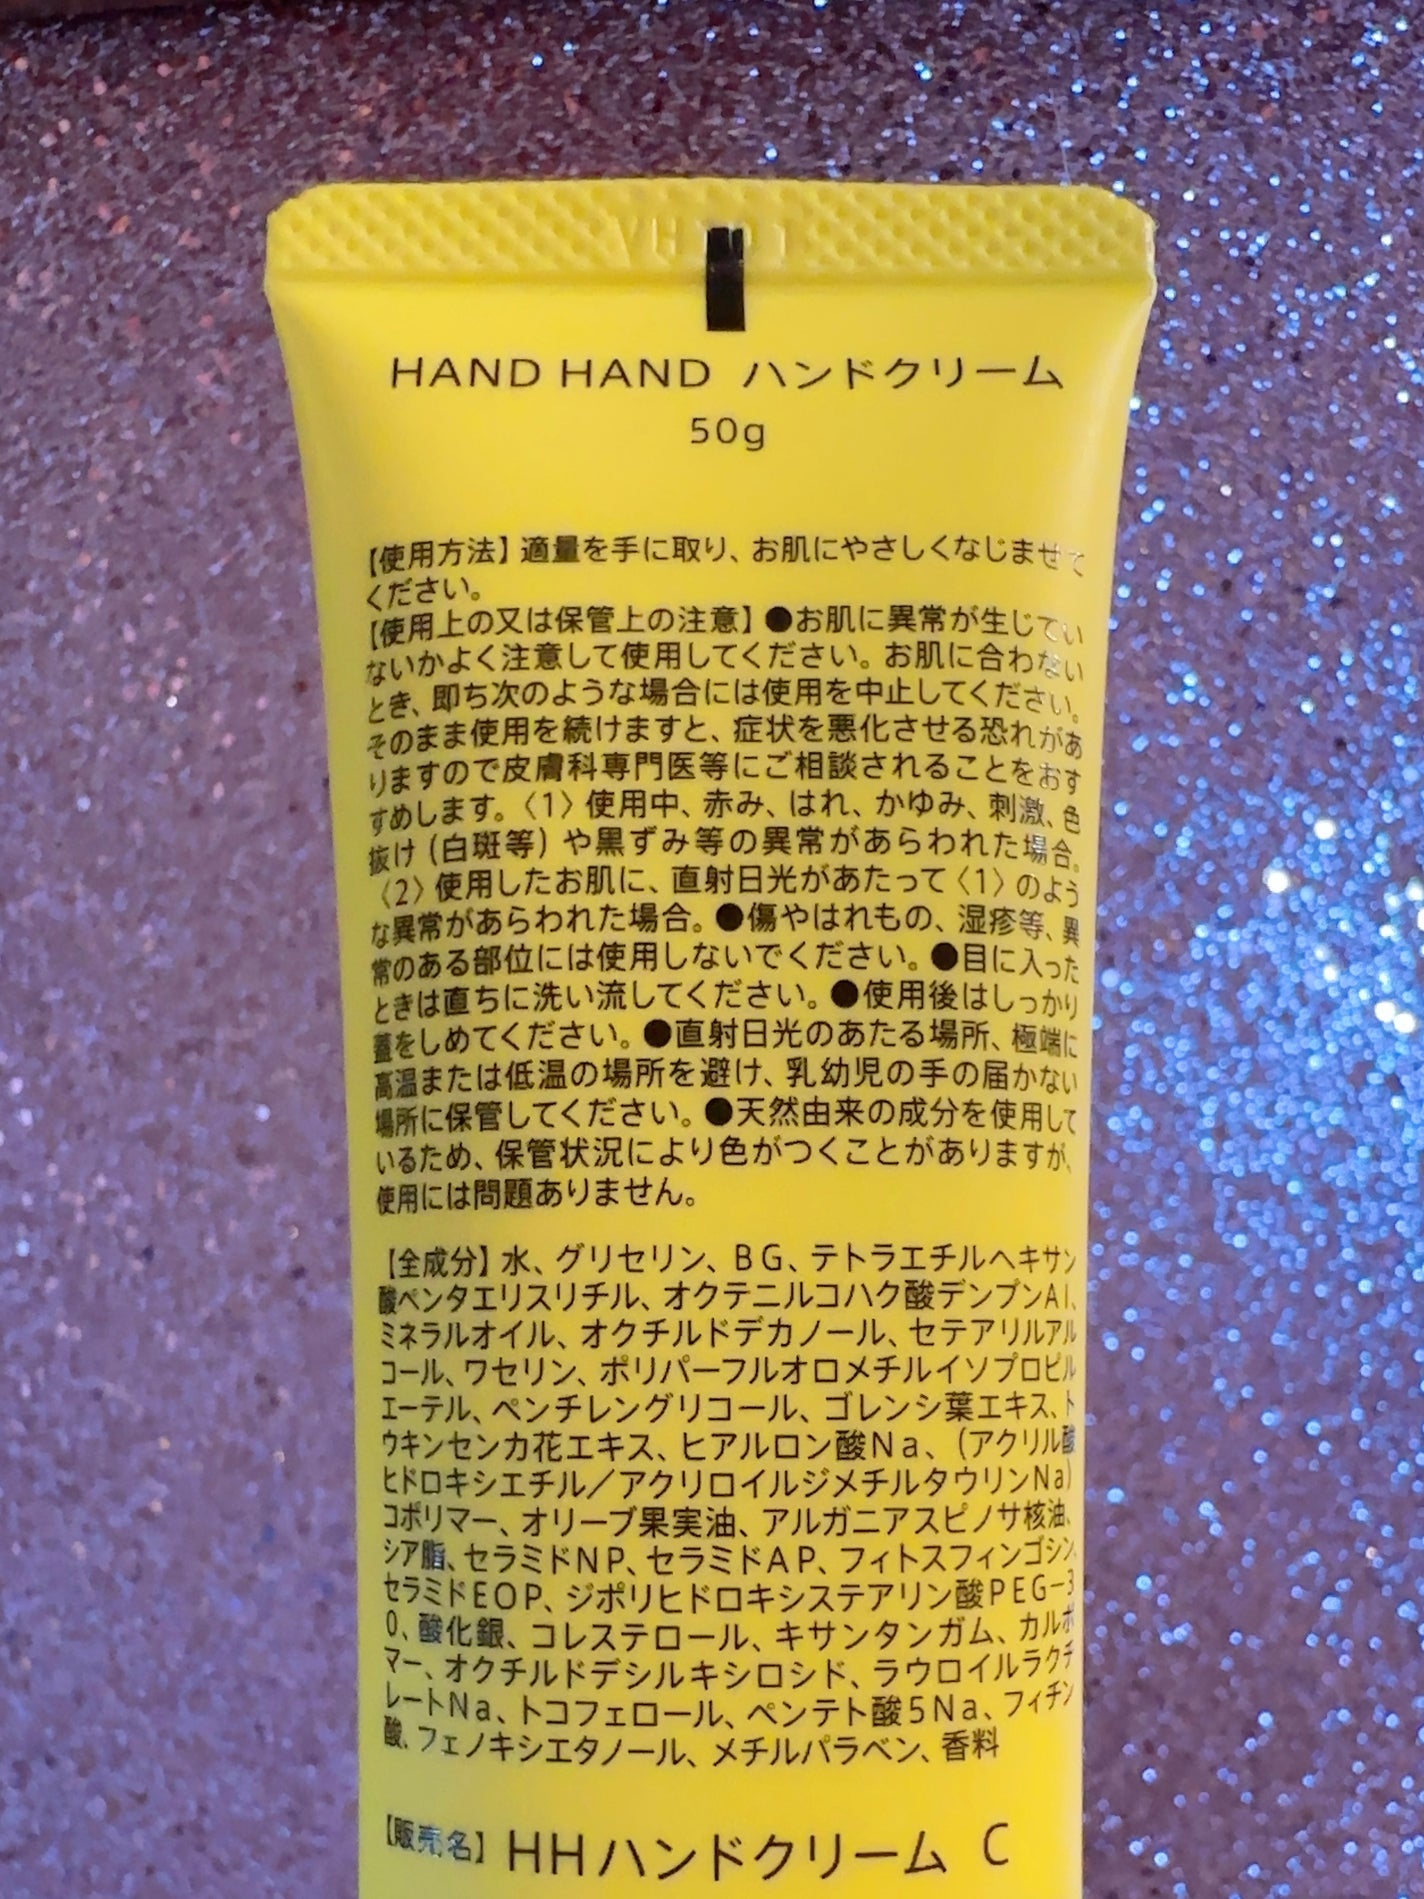 HAND HAND ハンドクリーム
50g
【使用方法】適量を手に取り、お肌にやさしくなじませて
ください。
【使用上の又は保管上の注意】●お肌に異常が生じてい
ないかよく注意して使用してください。お肌に合わない
とき、即ち次のような場合には使用を中止してください。
そのまま使用を続けますと、症状を悪化させる恐れがあ
りますので皮膚科専門医等にご相談されることをおす
すめします。〈1〉使用中、赤み、はれ、かゆみ、刺激、色
抜け（白斑等）や黒ずみ等の異常があらわれた場合。
〈2〉使用したお肌に、直射日光があたって〈1〉のよう
な異常があらわれた場合。●傷やはれもの、湿疹等、異
常のある部位には使用しないでください。●目に入った
ときは直ちに洗い流してください。●使用後はしっかり
蓋をしめてください。●直射日光のあたる場所、極端に
高温または低温の場所を避け、乳幼児の手の届かない
場所に保管してください。●天然由来の成分を使用して
いるため、保管状況により色がつくことがありますが、
使用には問題ありません。
【全成分】水、グリセリン、BG、テトラエチルヘキサン
酸ペンタエリスリチル、オクテニルコハク酸デンプンAl、
ミネラルオイル、オクチルドデカノール、セテアリルアル
コール、ワセリン、ポリパーフルオロメチルイソプロピル
エーテル、ペンチレングリコール、ゴレンシ葉エキス、ト
ウキンセンカ花エキス、ヒアルロン酸Na、（アクリル酸
ヒドロキシエチル／アクリロイルジメチルタウリンNa）
コポリマー、オリーブ果実油、アルガニアスピノサ核油、
シア脂、セラミドNP、セラミドAP、フィトスフィンゴシン、
セラミドEOP、ジポリヒドロキシステアリン酸PEG-3
0、酸化銀、コレステロール、キサンタンガム、カルボ
マー、オクチルドデシルキシロシド、ラウロイルラクチ
レートNa、トコフェロール、ペンテト酸5Na、フィチン
酸、フェノキシエタノール、メチルパラベン、香料
【販売名】HHハンドクリーム C